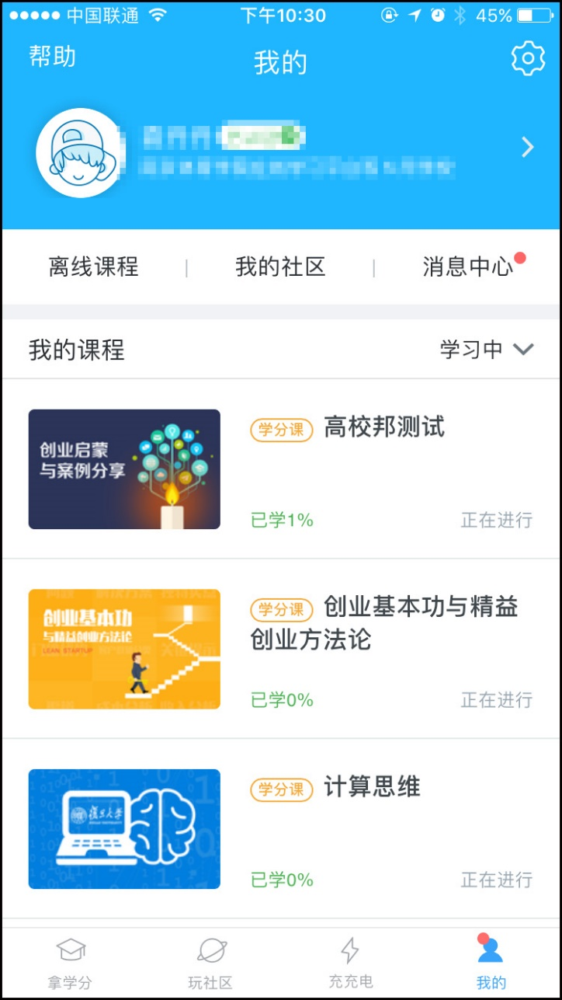 中国联通 下午10:30 45%
帮助
我的
离线课程 | 我的社区 | 消息中心
我的课程
学习中
创业启蒙
与案例分享
学分课 高校邦测试
已学1% 正在进行
创业基本功
与精益创业方法论
LEAN STARTUP
学分课 创业基本功与精益
创业方法论
已学0% 正在进行
復旦大學
学分课 计算思维
已学0% 正在进行
拿学分 玩社区 充充电 我的